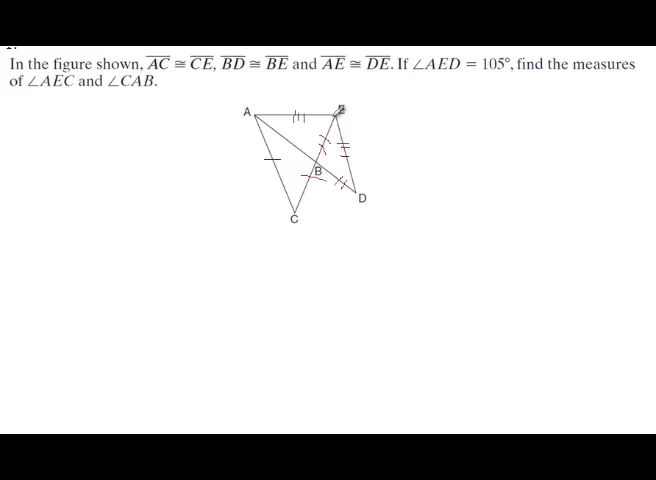 In the figure shown, AC ≅ CE, BD ≅ BE and AE ≅ DE. If ∠AED = 105°, find the measures
of ∠AEC and ∠CAB.
A
B
D
C